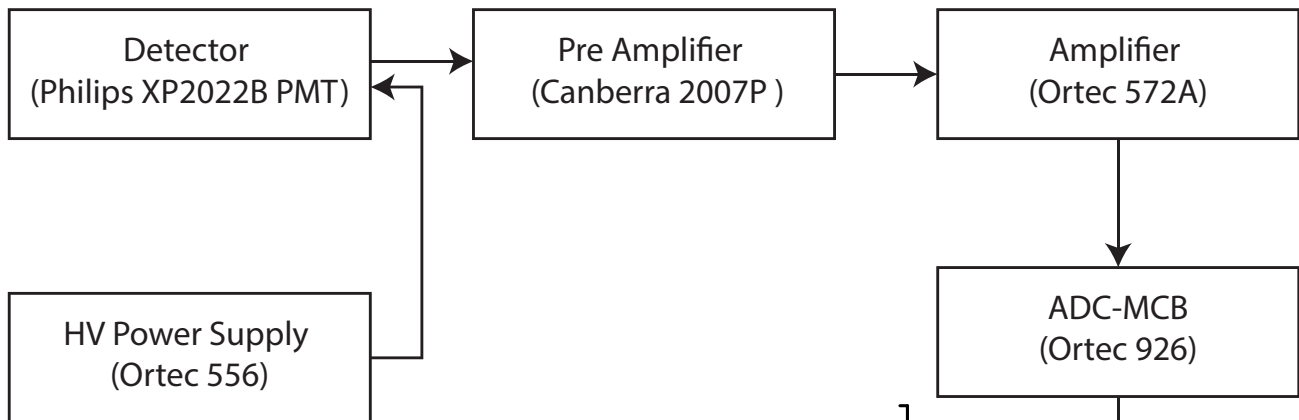 Detector
(Philips XP2022B PMT)
Pre Amplifier
(Canberra 2007P )
Amplifier
(Ortec 572A)
HV Power Supply
(Ortec 556)
ADC-MCB
(Ortec 926)